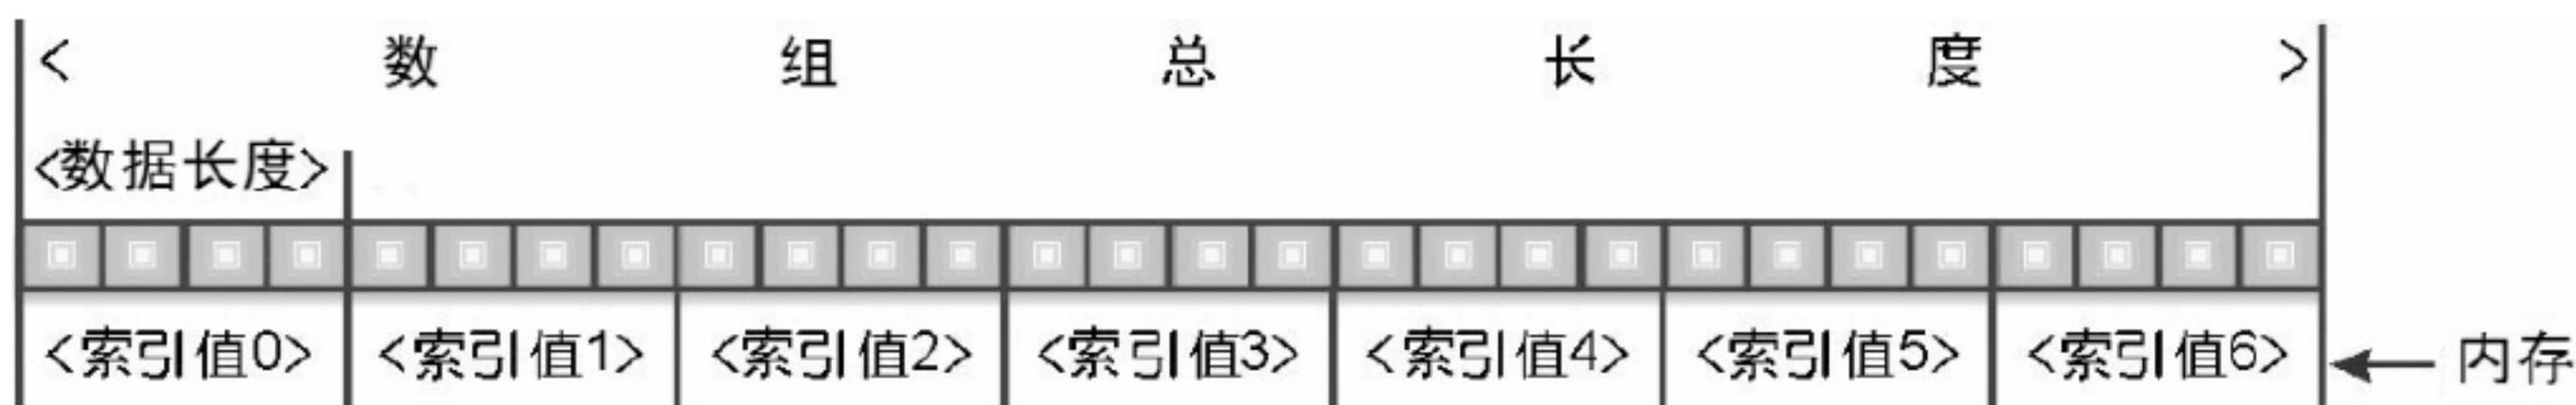 < 数 组 总 长 度 >
<数据长度>
<索引值0> <索引值1> <索引值2> <索引值3> <索引值4> <索引值5> <索引值6> 内存